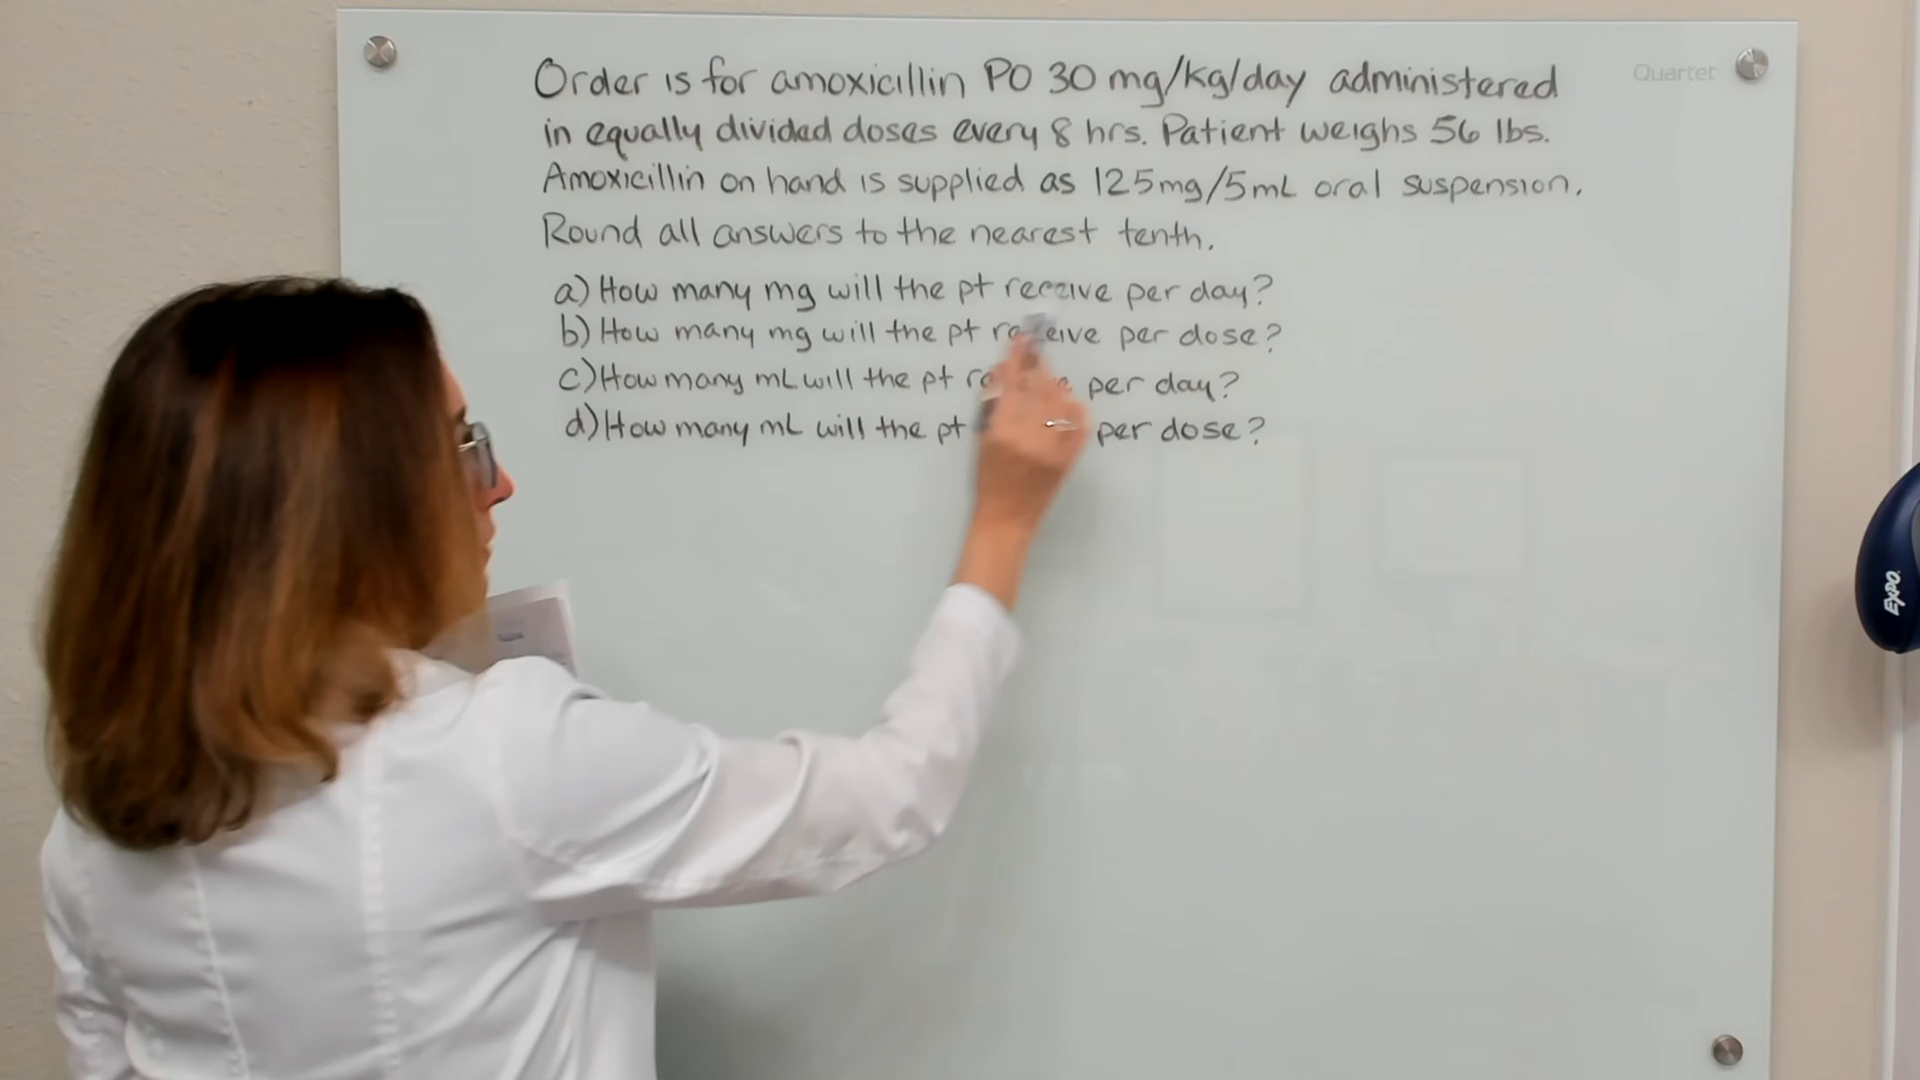 Order is for amoxicillin PO 30 mg/kg/day administered
in equally divided doses every 8 hrs. Patient weighs 56 lbs.
Amoxicillin on hand is supplied as 125mg/5mL oral suspension.
Round all answers to the nearest tenth.
a) How many mg will the pt receive per day?
b) How many mg will the pt receive per dose?
c) How many mL will the pt per day?
d) How many mL will the pt per dose?
Quartet
EXPO